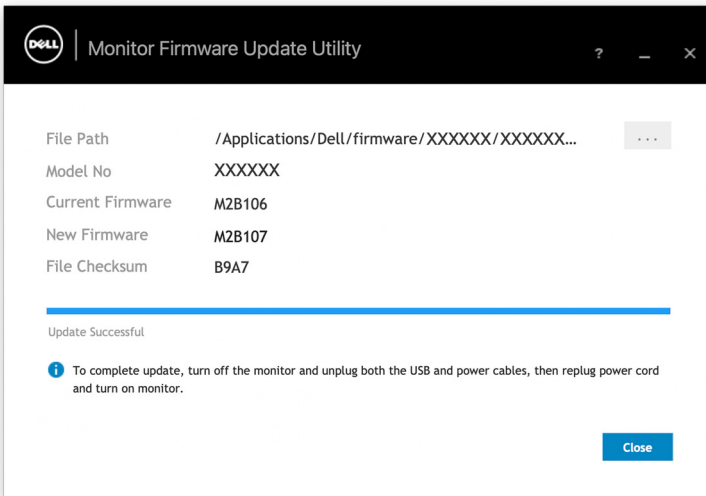 DELL Monitor Firmware Update Utility ? _ ×
File Path /Applications/Dell/firmware/XXXXXX/XXXXXX... ...
Model No XXXXXX
Current Firmware M2B106
New Firmware M2B107
File Checksum B9A7
Update Successful
i To complete update, turn off the monitor and unplug both the USB and power cables, then replug power cord
and turn on monitor.
Close